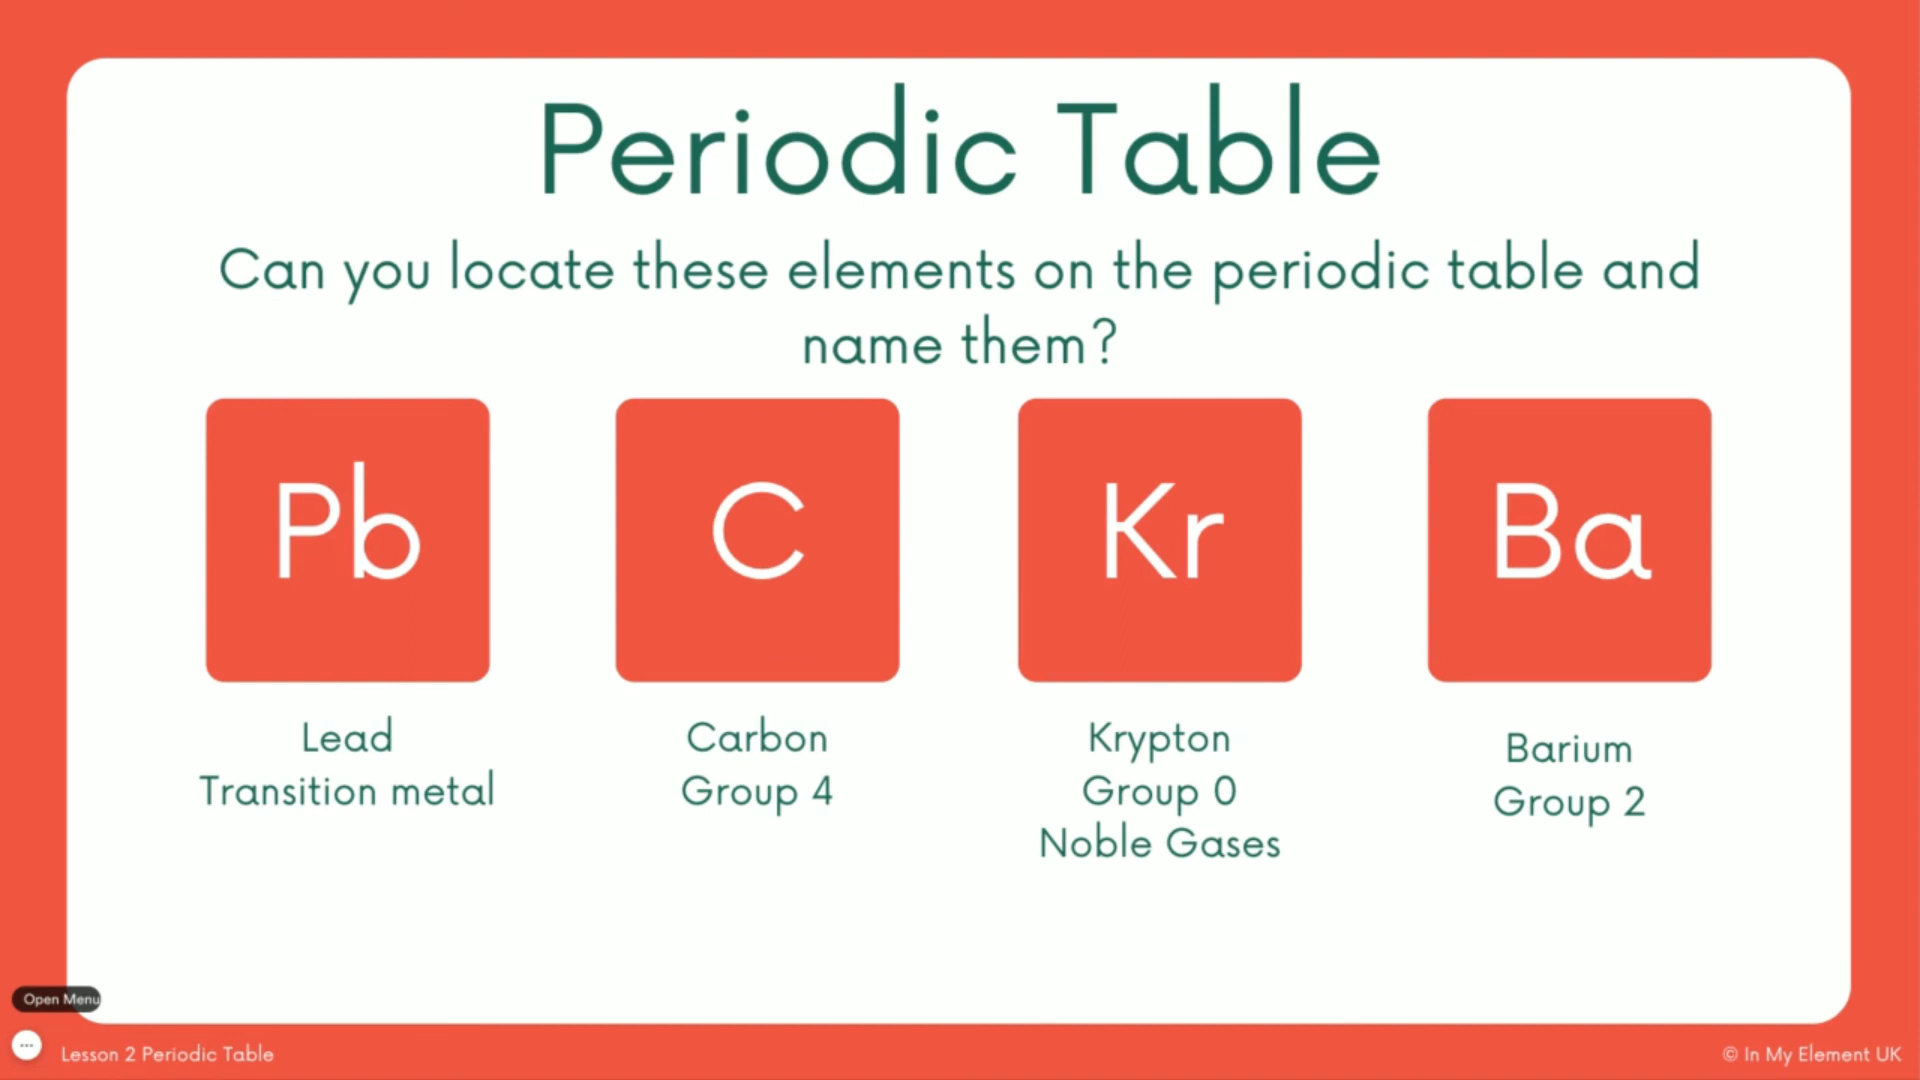 Periodic Table
Can you locate these elements on the periodic table and
name them?
Pb
C
Kr
Ba
Lead
Transition metal
Carbon
Group 4
Krypton
Group 0
Noble Gases
Barium
Group 2
Open Menu
Lesson 2 Periodic Table
© In My Element UK